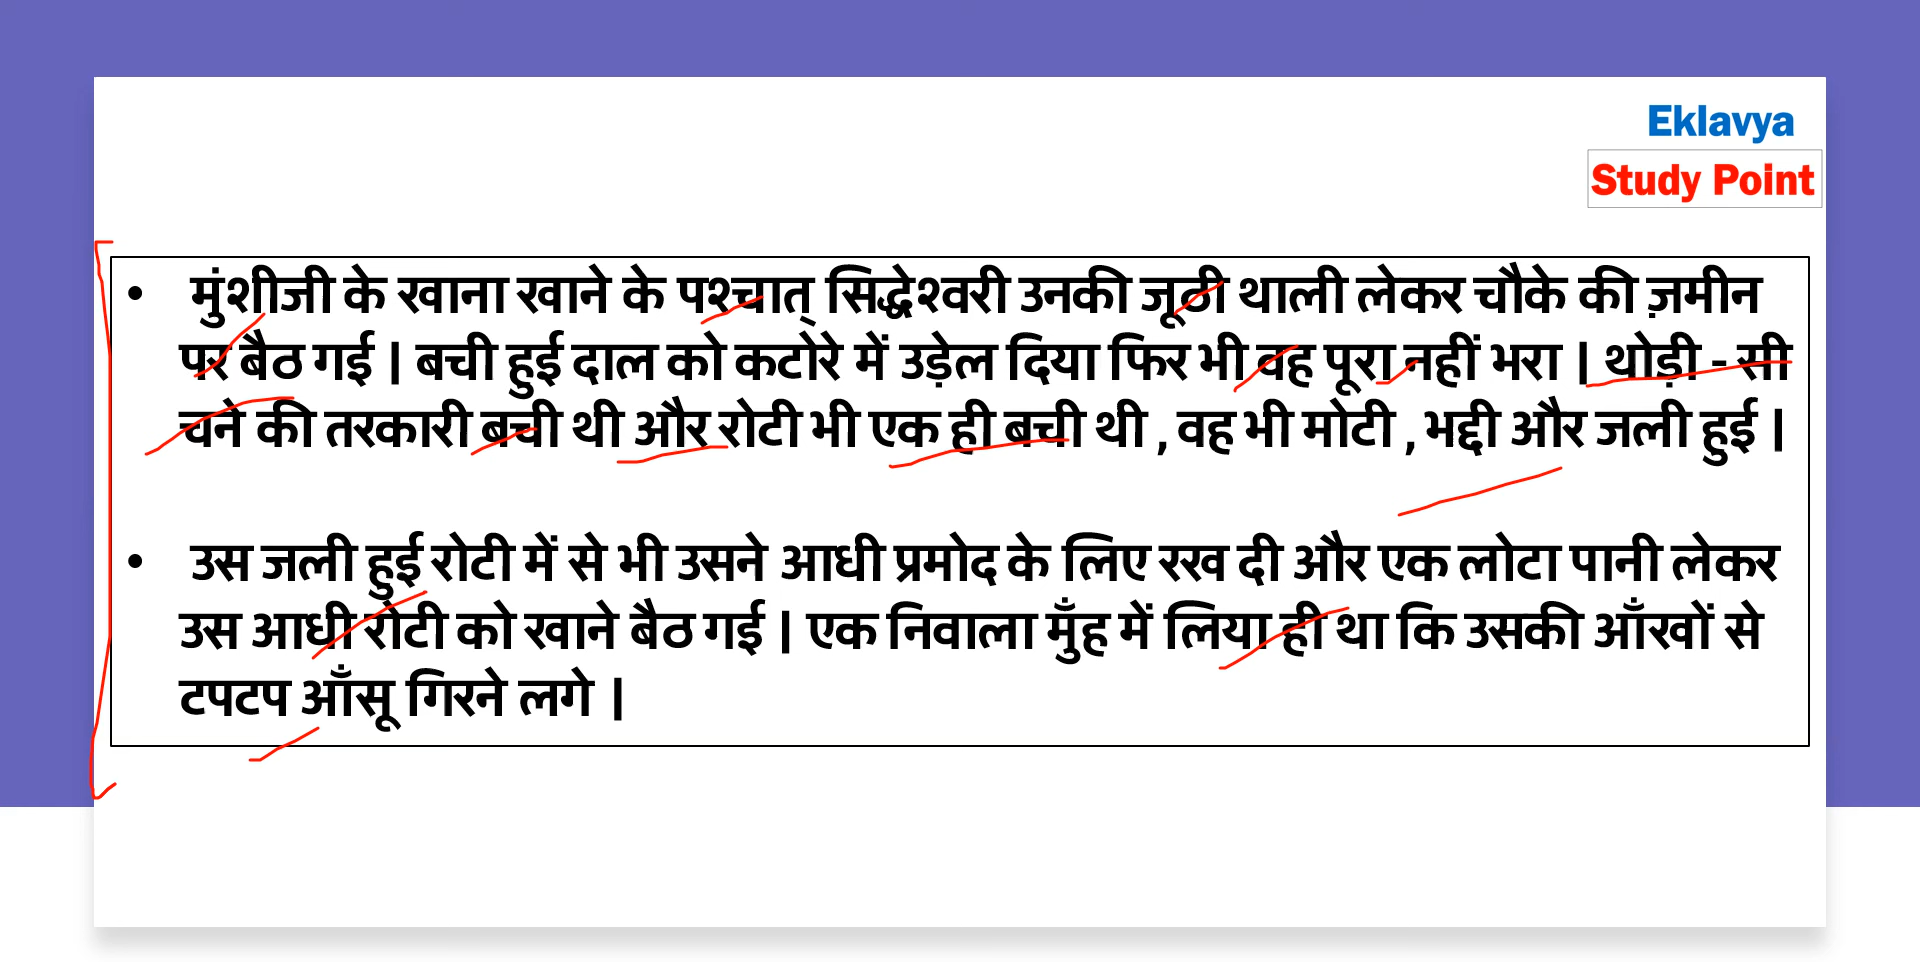 Eklavya
Study Point
• मुंशीजी के खाना खाने के पश्चात् सिद्धेश्वरी उनकी जूठी थाली लेकर चौके की ज़मीन
पर बैठ गई | बची हुई दाल को कटोरे में उड़ेल दिया फिर भी वह पूरा नहीं भरा | थोड़ी - सी
चने की तरकारी बची थी और रोटी भी एक ही बची थी , वह भी मोटी , भद्दी और जली हुई |
• उस जली हुई रोटी में से भी उसने आधी प्रमोद के लिए रख दी और एक लोटा पानी लेकर
उस आधी रोटी को खाने बैठ गई | एक निवाला मुँह में लिया ही था कि उसकी आँखों से
टपटप आँसू गिरने लगे |